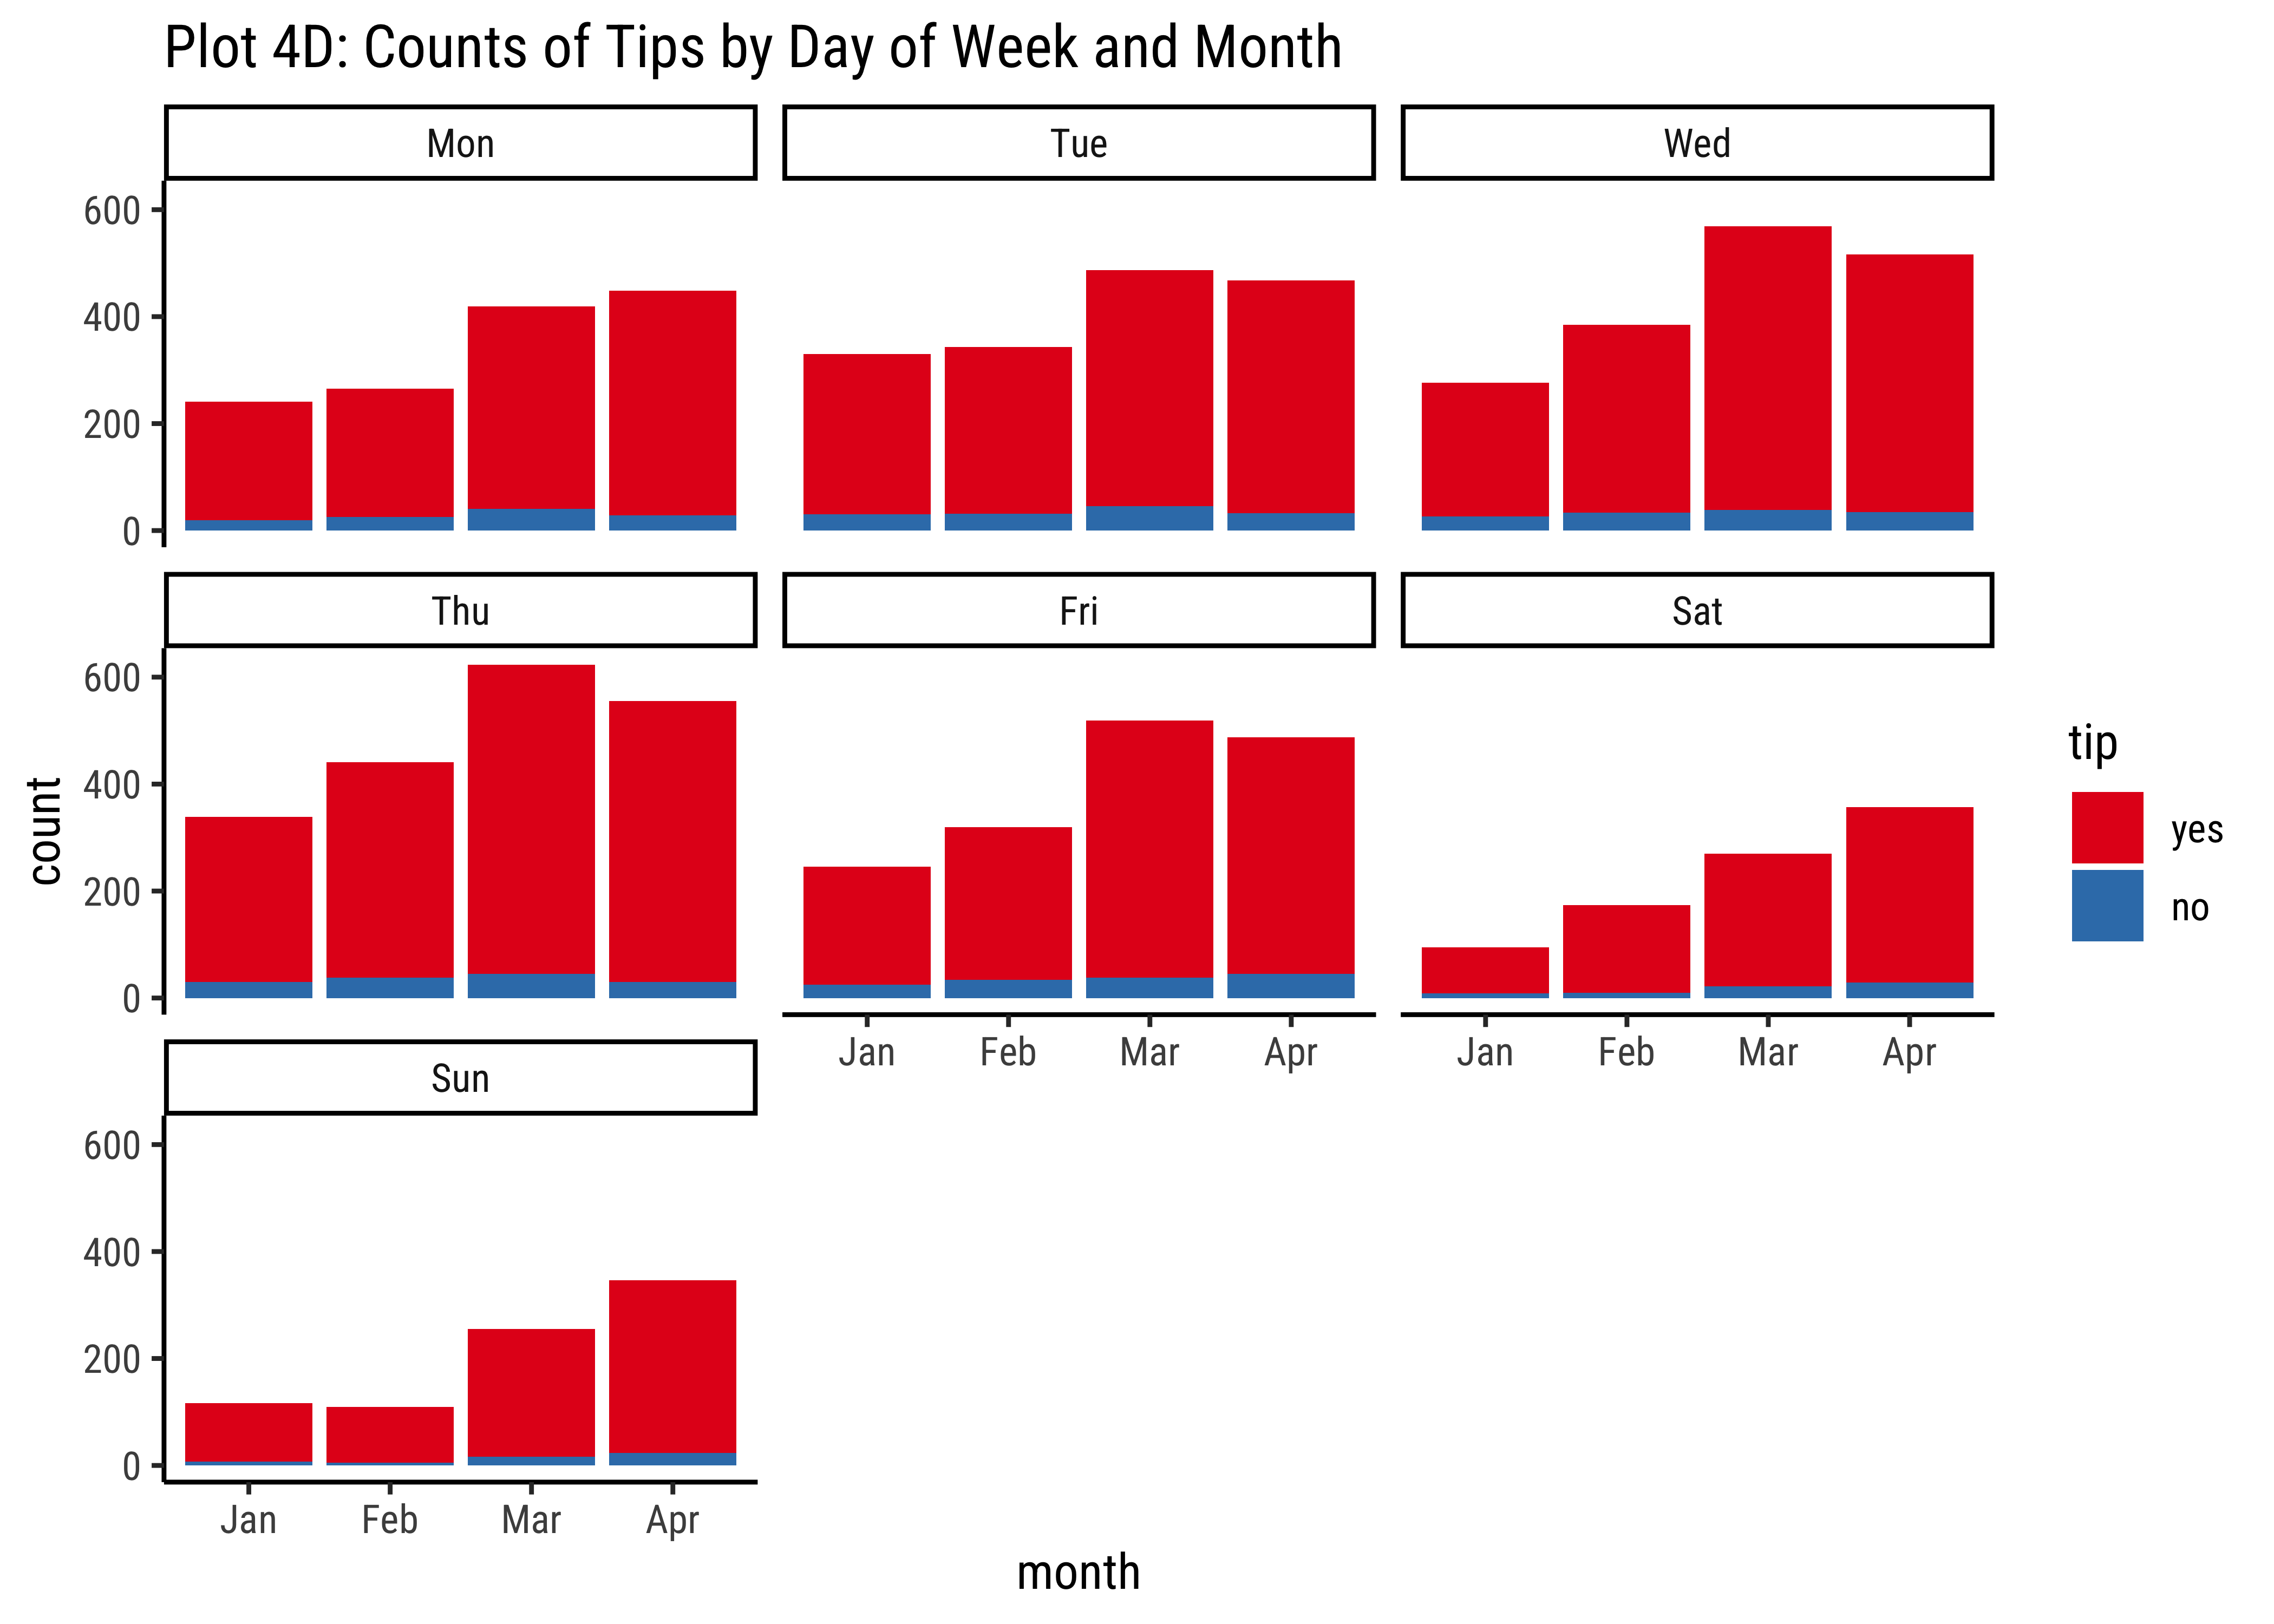 Plot 4D: Counts of Tips by Day of Week and Month
Mon
Tue
Wed
600
400
200
0
Thu
Fri
Sat
600
400
200
0
Jan Feb Mar Apr
Jan Feb Mar Apr
Sun
600
400
200
0
Jan Feb Mar Apr
count
month
tip
yes
no